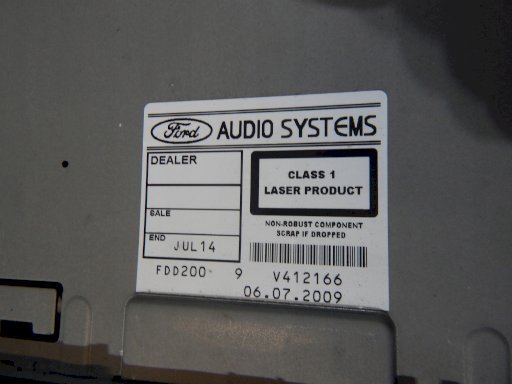 Ford AUDIO SYSTEMS
DEALER
SALE
END JUL14
CLASS 1
LASER PRODUCT
NON-ROBUST COMPONENT
SCRAP IF DROPPED
FDD200 9 V412166
06.07.2009